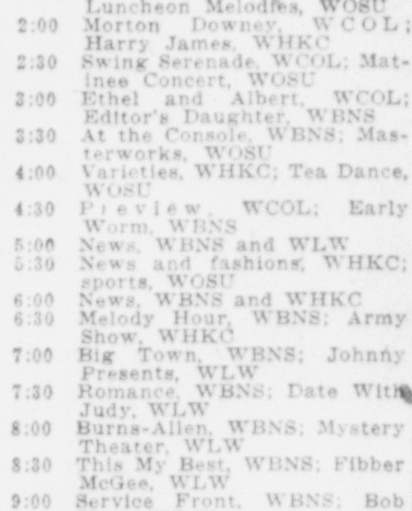 Luncheon Melodies, WOSU
2:00 Morton Downey, WCOL;
Harry James, WHKC
2:30 Swing Serenade, WCOL; Mat-
inee Concert, WOSU
3:00 Ethel and Albert, WCOL;
Editor's Daughter, WBNS
3:30 At the Console, WBNS; Mas-
terworks, WOSU
4:00 Varieties, WHKC; Tea Dance,
WOSU
4:30 Preview, WCOL; Early
Worm, WBNS
5:00 News, WBNS and WLW
5:30 News and fashions, WHKC;
sports, WOSU
6:00 News, WBNS and WHKC
6:30 Melody Hour, WBNS; Army
Show, WHKC
7:00 Big Town, WBNS; Johnny
Presents, WLW
7:30 Romance, WBNS; Date With
Judy, WLW
8:00 Burns-Allen, WBNS; Mystery
Theater, WLW
8:30 This My Best, WBNS; Fibber
McGee, WLW
9:00 Service Front, WBNS; Bob